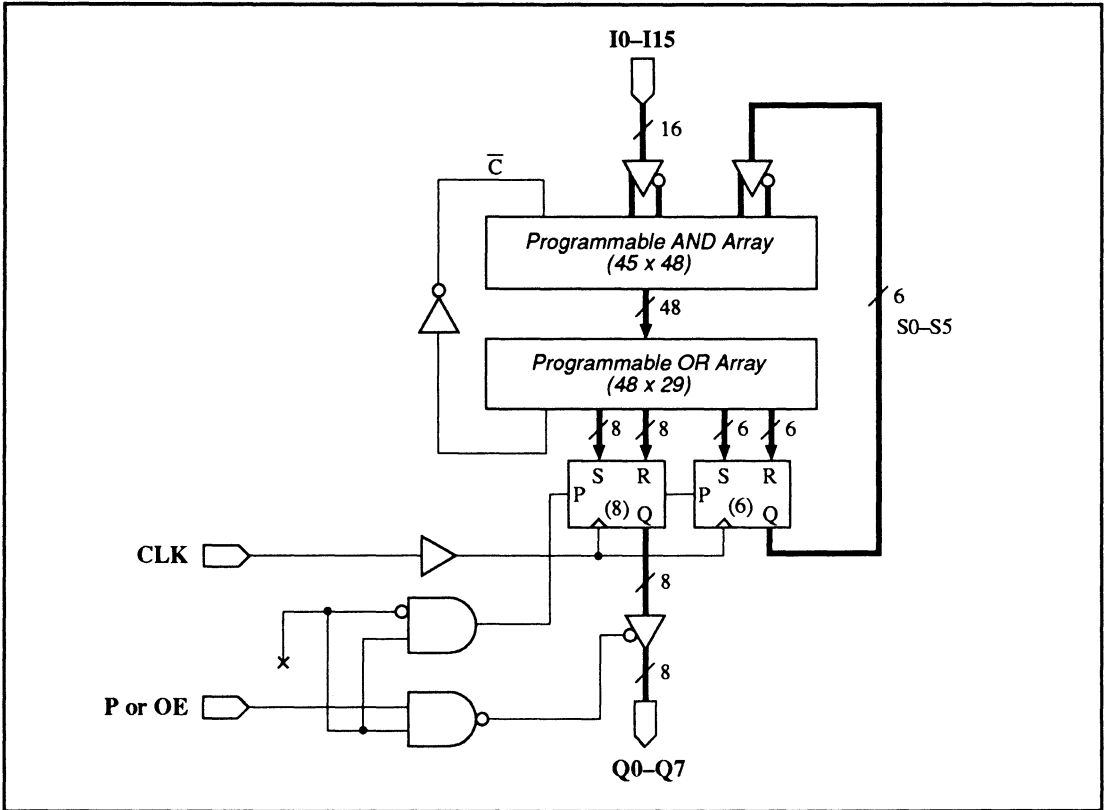 I0–I15
16
C̅
Programmable AND Array
(45 x 48)
48
6
S0–S5
Programmable OR Array
(48 x 29)
8 8 6 6
S R S R
P (8) Q P (6) Q
CLK
8
P or OE
8
Q0–Q7